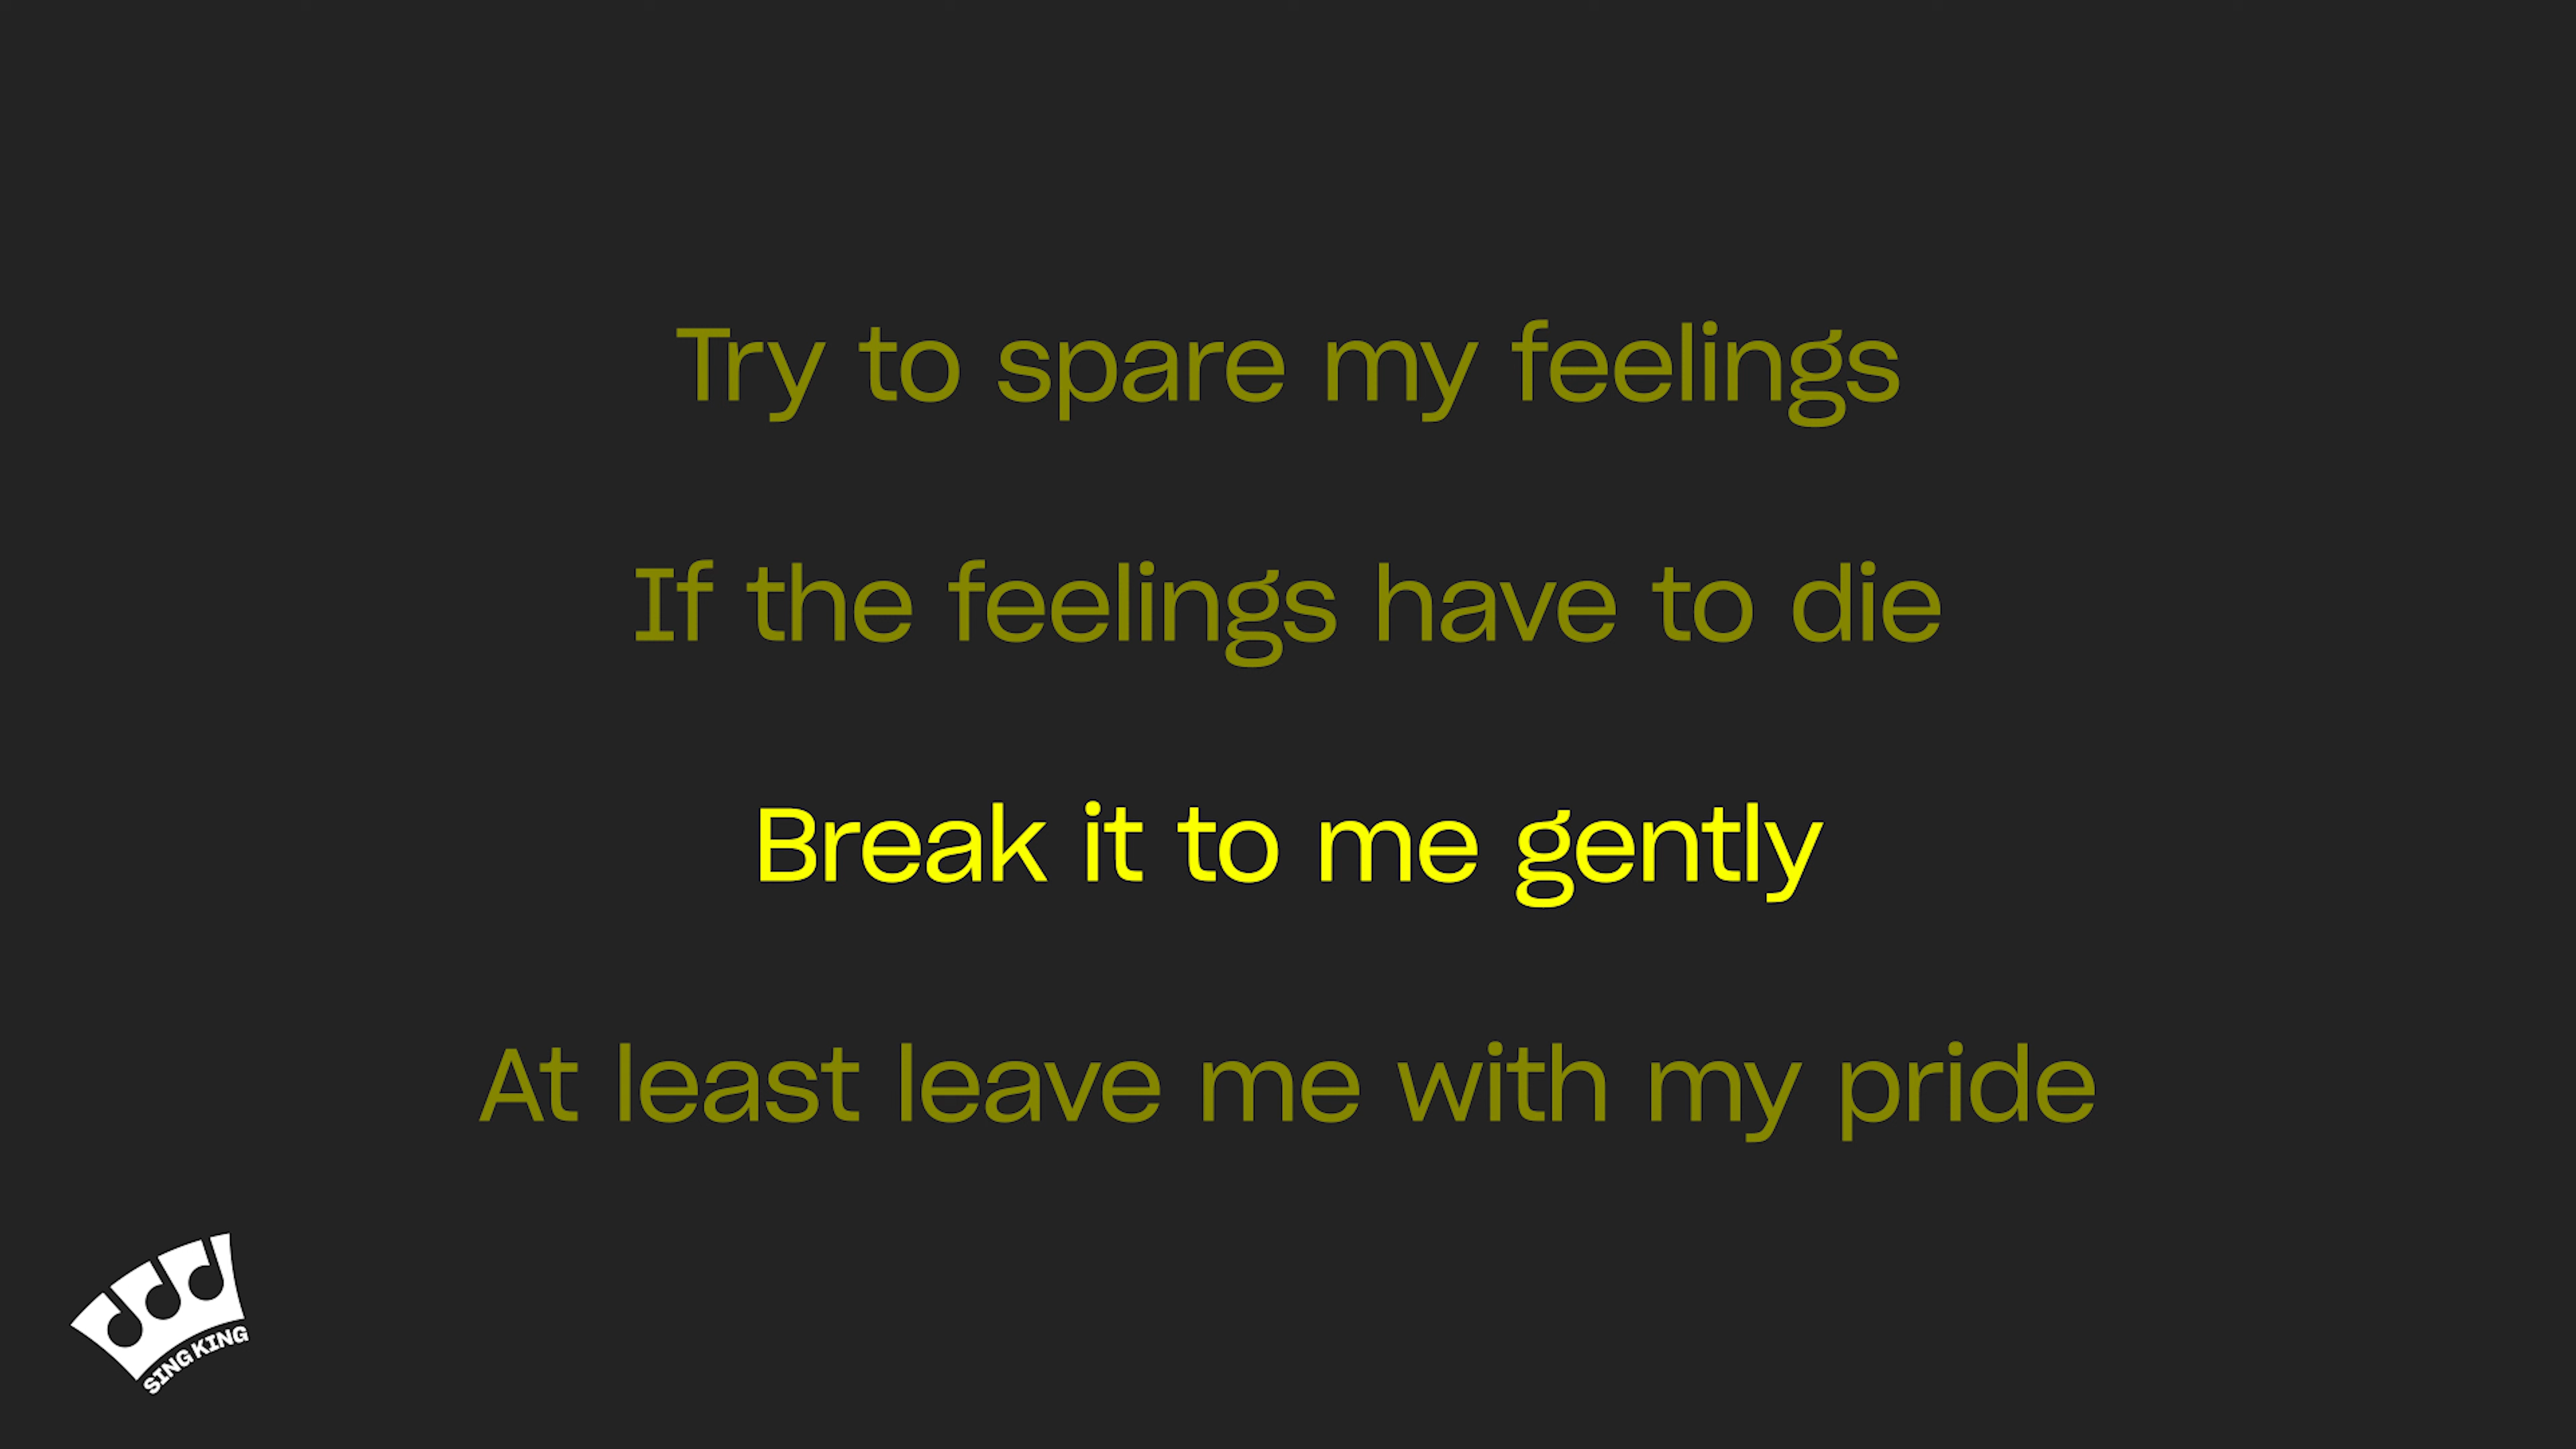 Try to spare my feelings
If the feelings have to die
Break it to me gently
At least leave me with my pride
SING KING